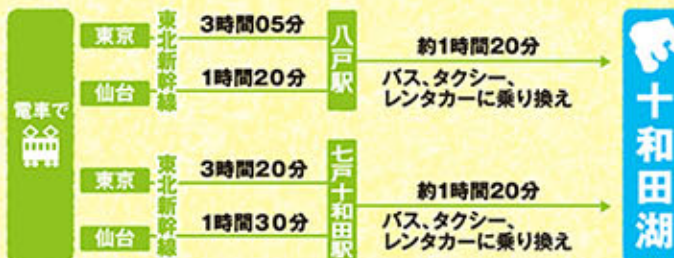 電車で
東京
仙台
東北新幹線
3時間05分
1時間20分
八戸駅
約1時間20分
バス、タクシー、
レンタカーに乗り換え
東京
仙台
東北新幹線
3時間20分
1時間30分
七戸十和田駅
約1時間20分
バス、タクシー、
レンタカーに乗り換え
十和田湖